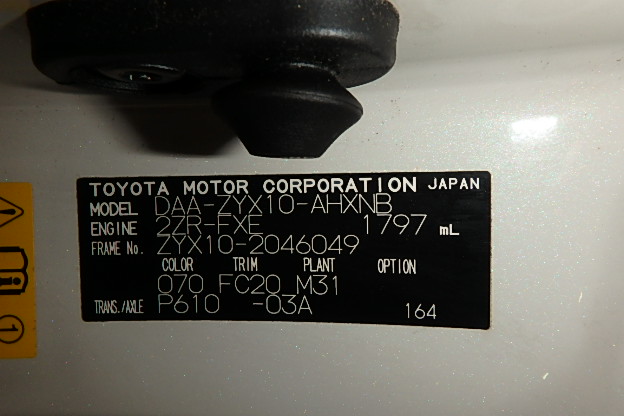 TOYOTA MOTOR CORPORATION JAPAN
MODEL DAA-ZYX10-AHXNB
ENGINE 2ZR-FXE 1797 mL
FRAME No. ZYX10-2046049
COLOR TRIM PLANT OPTION
070 FC20 M31
TRANS./AXLE P610 -03A 164
1